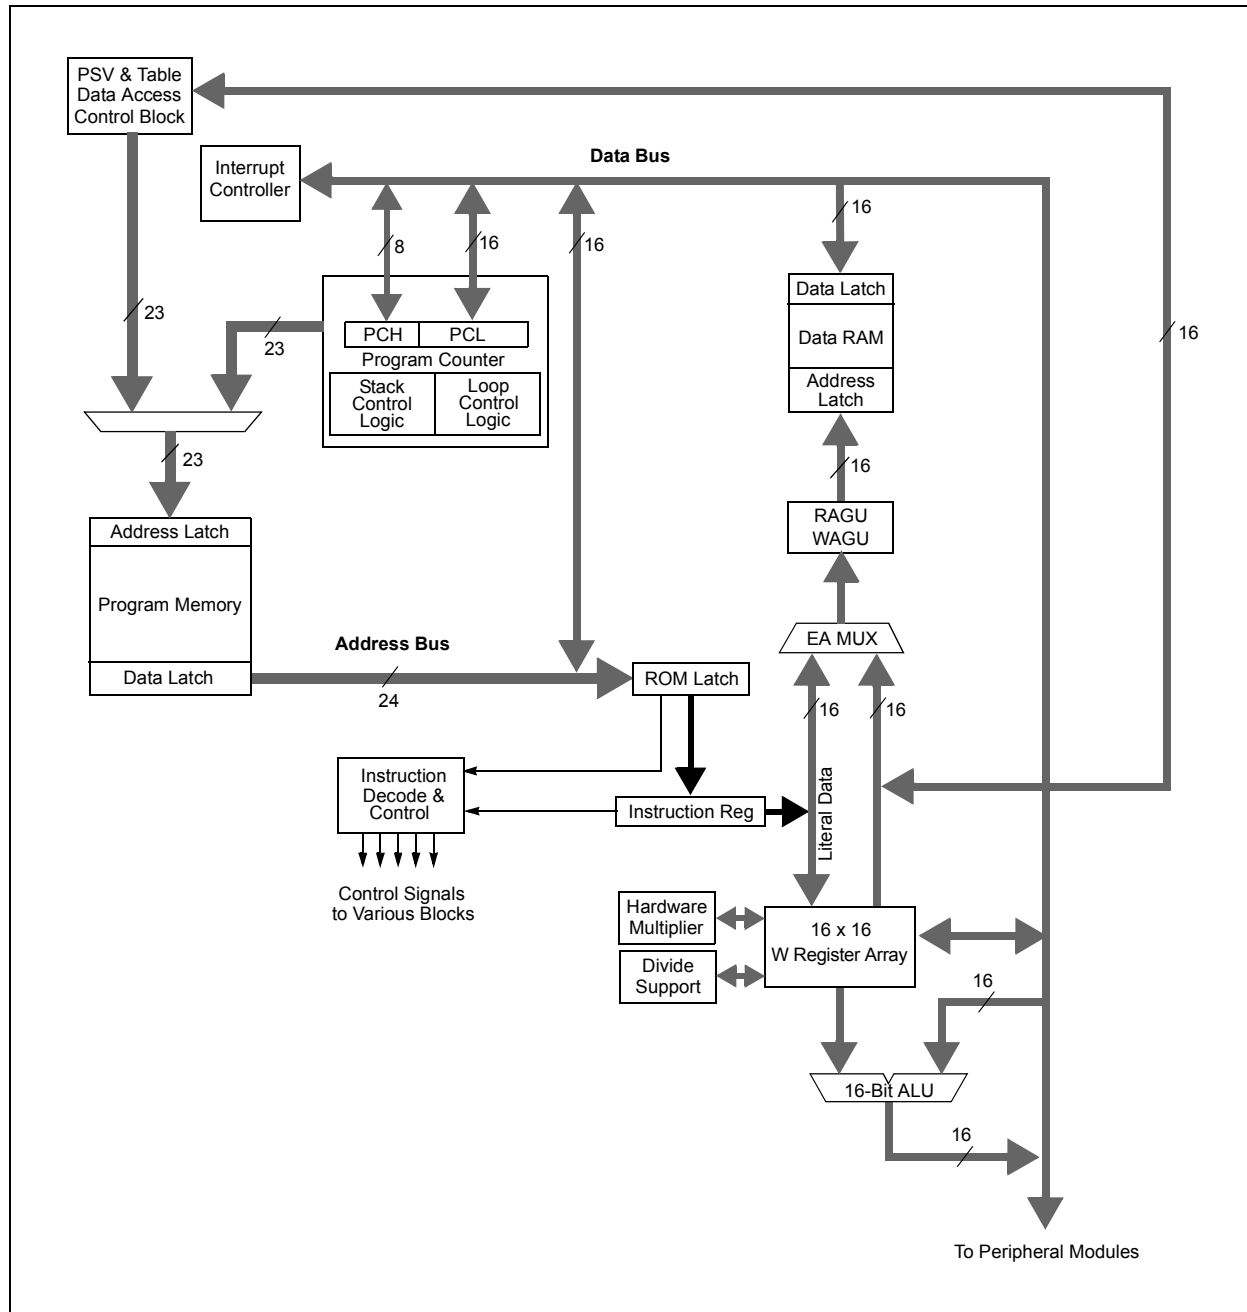 PSV & Table
Data Access
Control Block
Data Bus
Interrupt
Controller
16
8
16
16
Data Latch
23
23
PCH
PCL
Data RAM
16
Program Counter
Stack
Control
Logic
Loop
Control
Logic
Address
Latch
23
16
RAGU
WAGU
Address Latch
Program Memory
Address Bus
EA MUX
Data Latch
24
ROM Latch
16
16
Instruction
Decode &
Control
Instruction Reg
Literal Data
Control Signals
to Various Blocks
Hardware
Multiplier
16 x 16
W Register Array
Divide
Support
16
16-Bit ALU
16
To Peripheral Modules